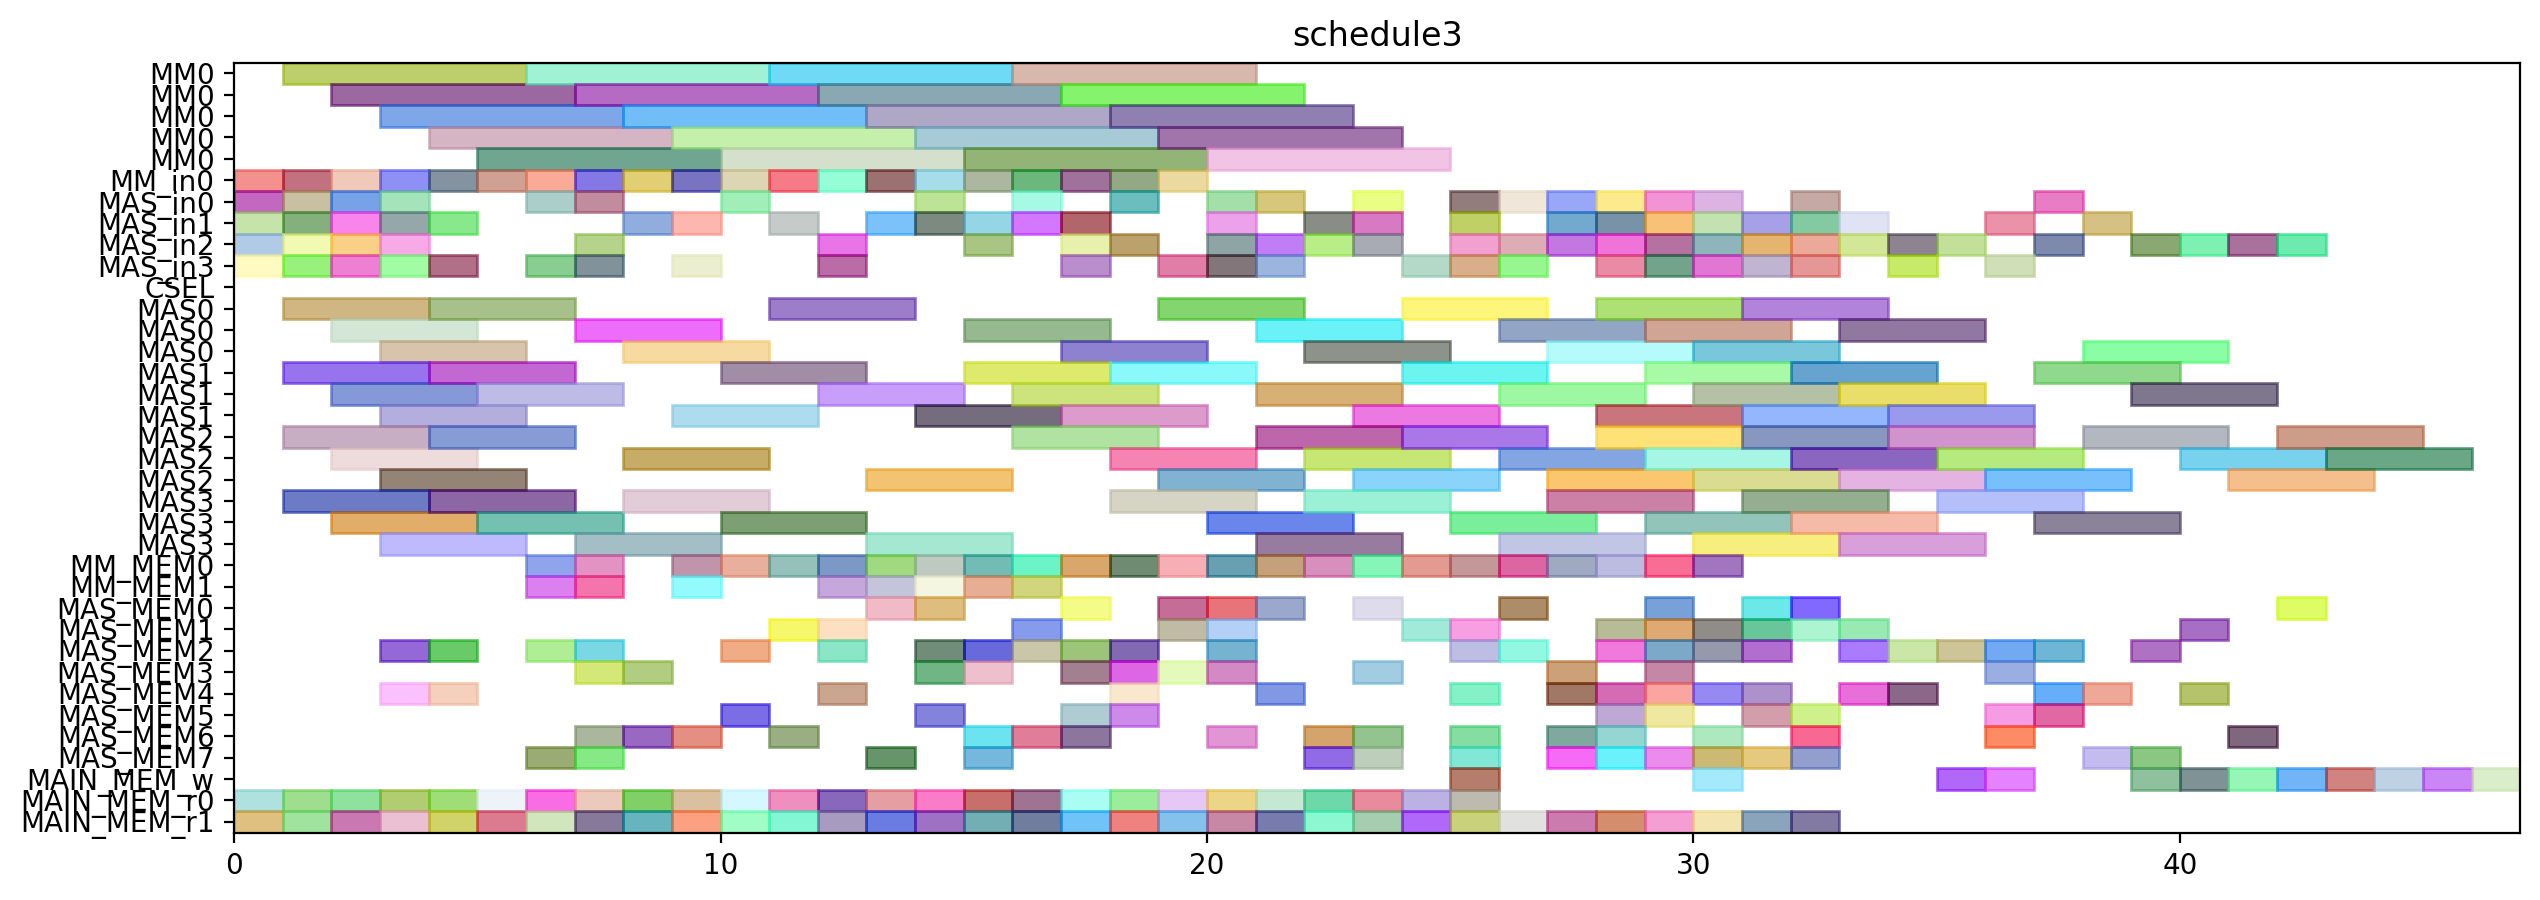 schedule3
MM0
MM0
MM0
MM0
MM0
MM_in0
MAS_in0
MAS_in1
MAS_in2
MAS_in3
CSEL
MAS0
MAS0
MAS0
MAS1
MAS1
MAS1
MAS2
MAS2
MAS2
MAS3
MAS3
MAS3
MM_MEM0
MM_MEM1
MAS_MEM0
MAS_MEM1
MAS_MEM2
MAS_MEM3
MAS_MEM4
MAS_MEM5
MAS_MEM6
MAS_MEM7
MAIN_MEM_w
MAIN_MEM_r0
MAIN_MEM_r1
0 10 20 30 40